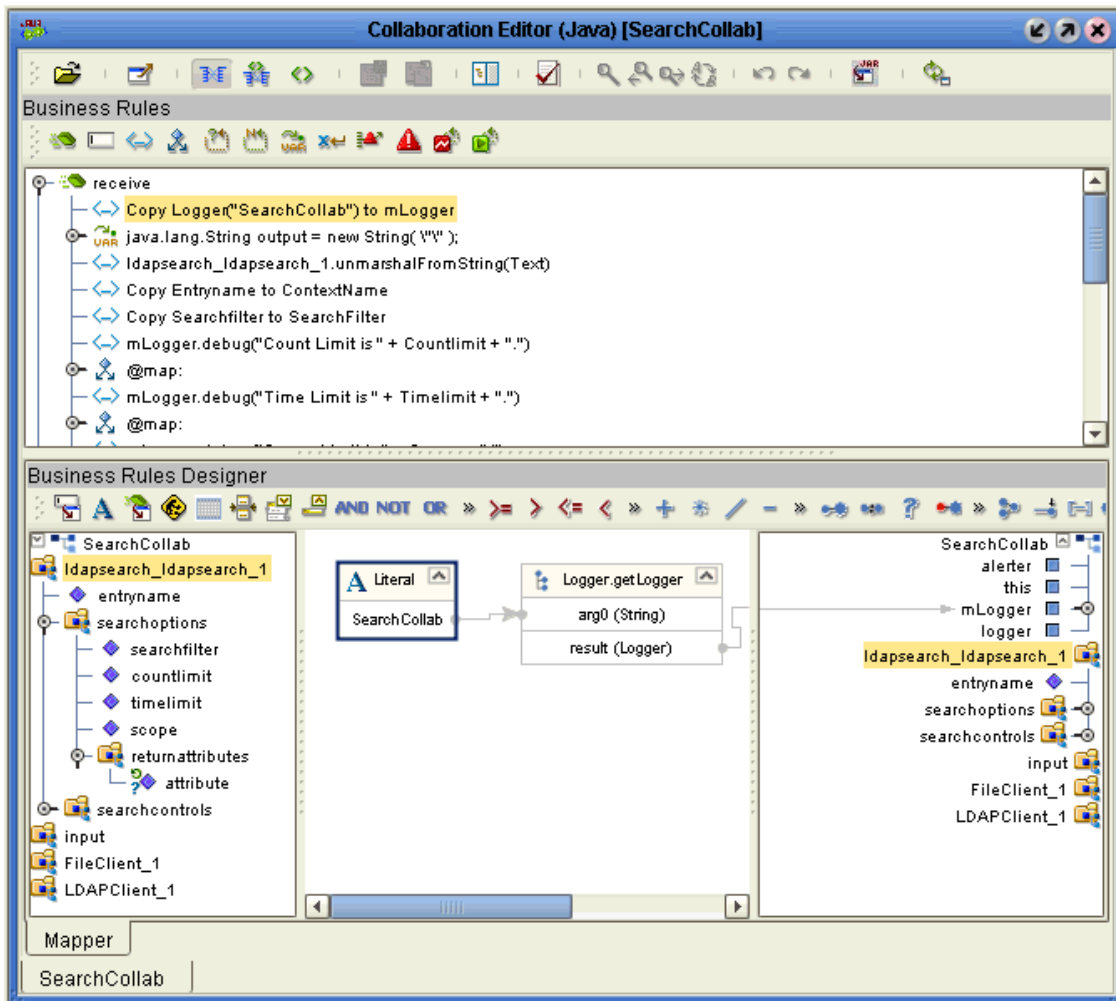 Collaboration Editor (Java) [SearchCollab]
JAR
Business Rules
VAR
receive
Copy Logger("SearchCollab") to mLogger
VAR java.lang.String output = new String( \"\" );
ldapsearch_ldapsearch_1.unmarshalFromString(Text)
Copy Entryname to ContextName
Copy Searchfilter to SearchFilter
mLogger.debug("Count Limit is " + Countlimit + ".")
@map:
mLogger.debug("Time Limit is " + Timelimit + ".")
@map:
Business Rules Designer
A AND NOT OR » >= > <= < » + * / - » ? »
SearchCollab
ldapsearch_ldapsearch_1
entryname
searchoptions
searchfilter
countlimit
timelimit
scope
returnattributes
attribute
searchcontrols
input
FileClient_1
LDAPClient_1
A Literal
SearchCollab
Logger.getLogger
arg0 (String)
result (Logger)
SearchCollab
alerter
this
mLogger
logger
ldapsearch_ldapsearch_1
entryname
searchoptions
searchcontrols
input
FileClient_1
LDAPClient_1
Mapper
SearchCollab